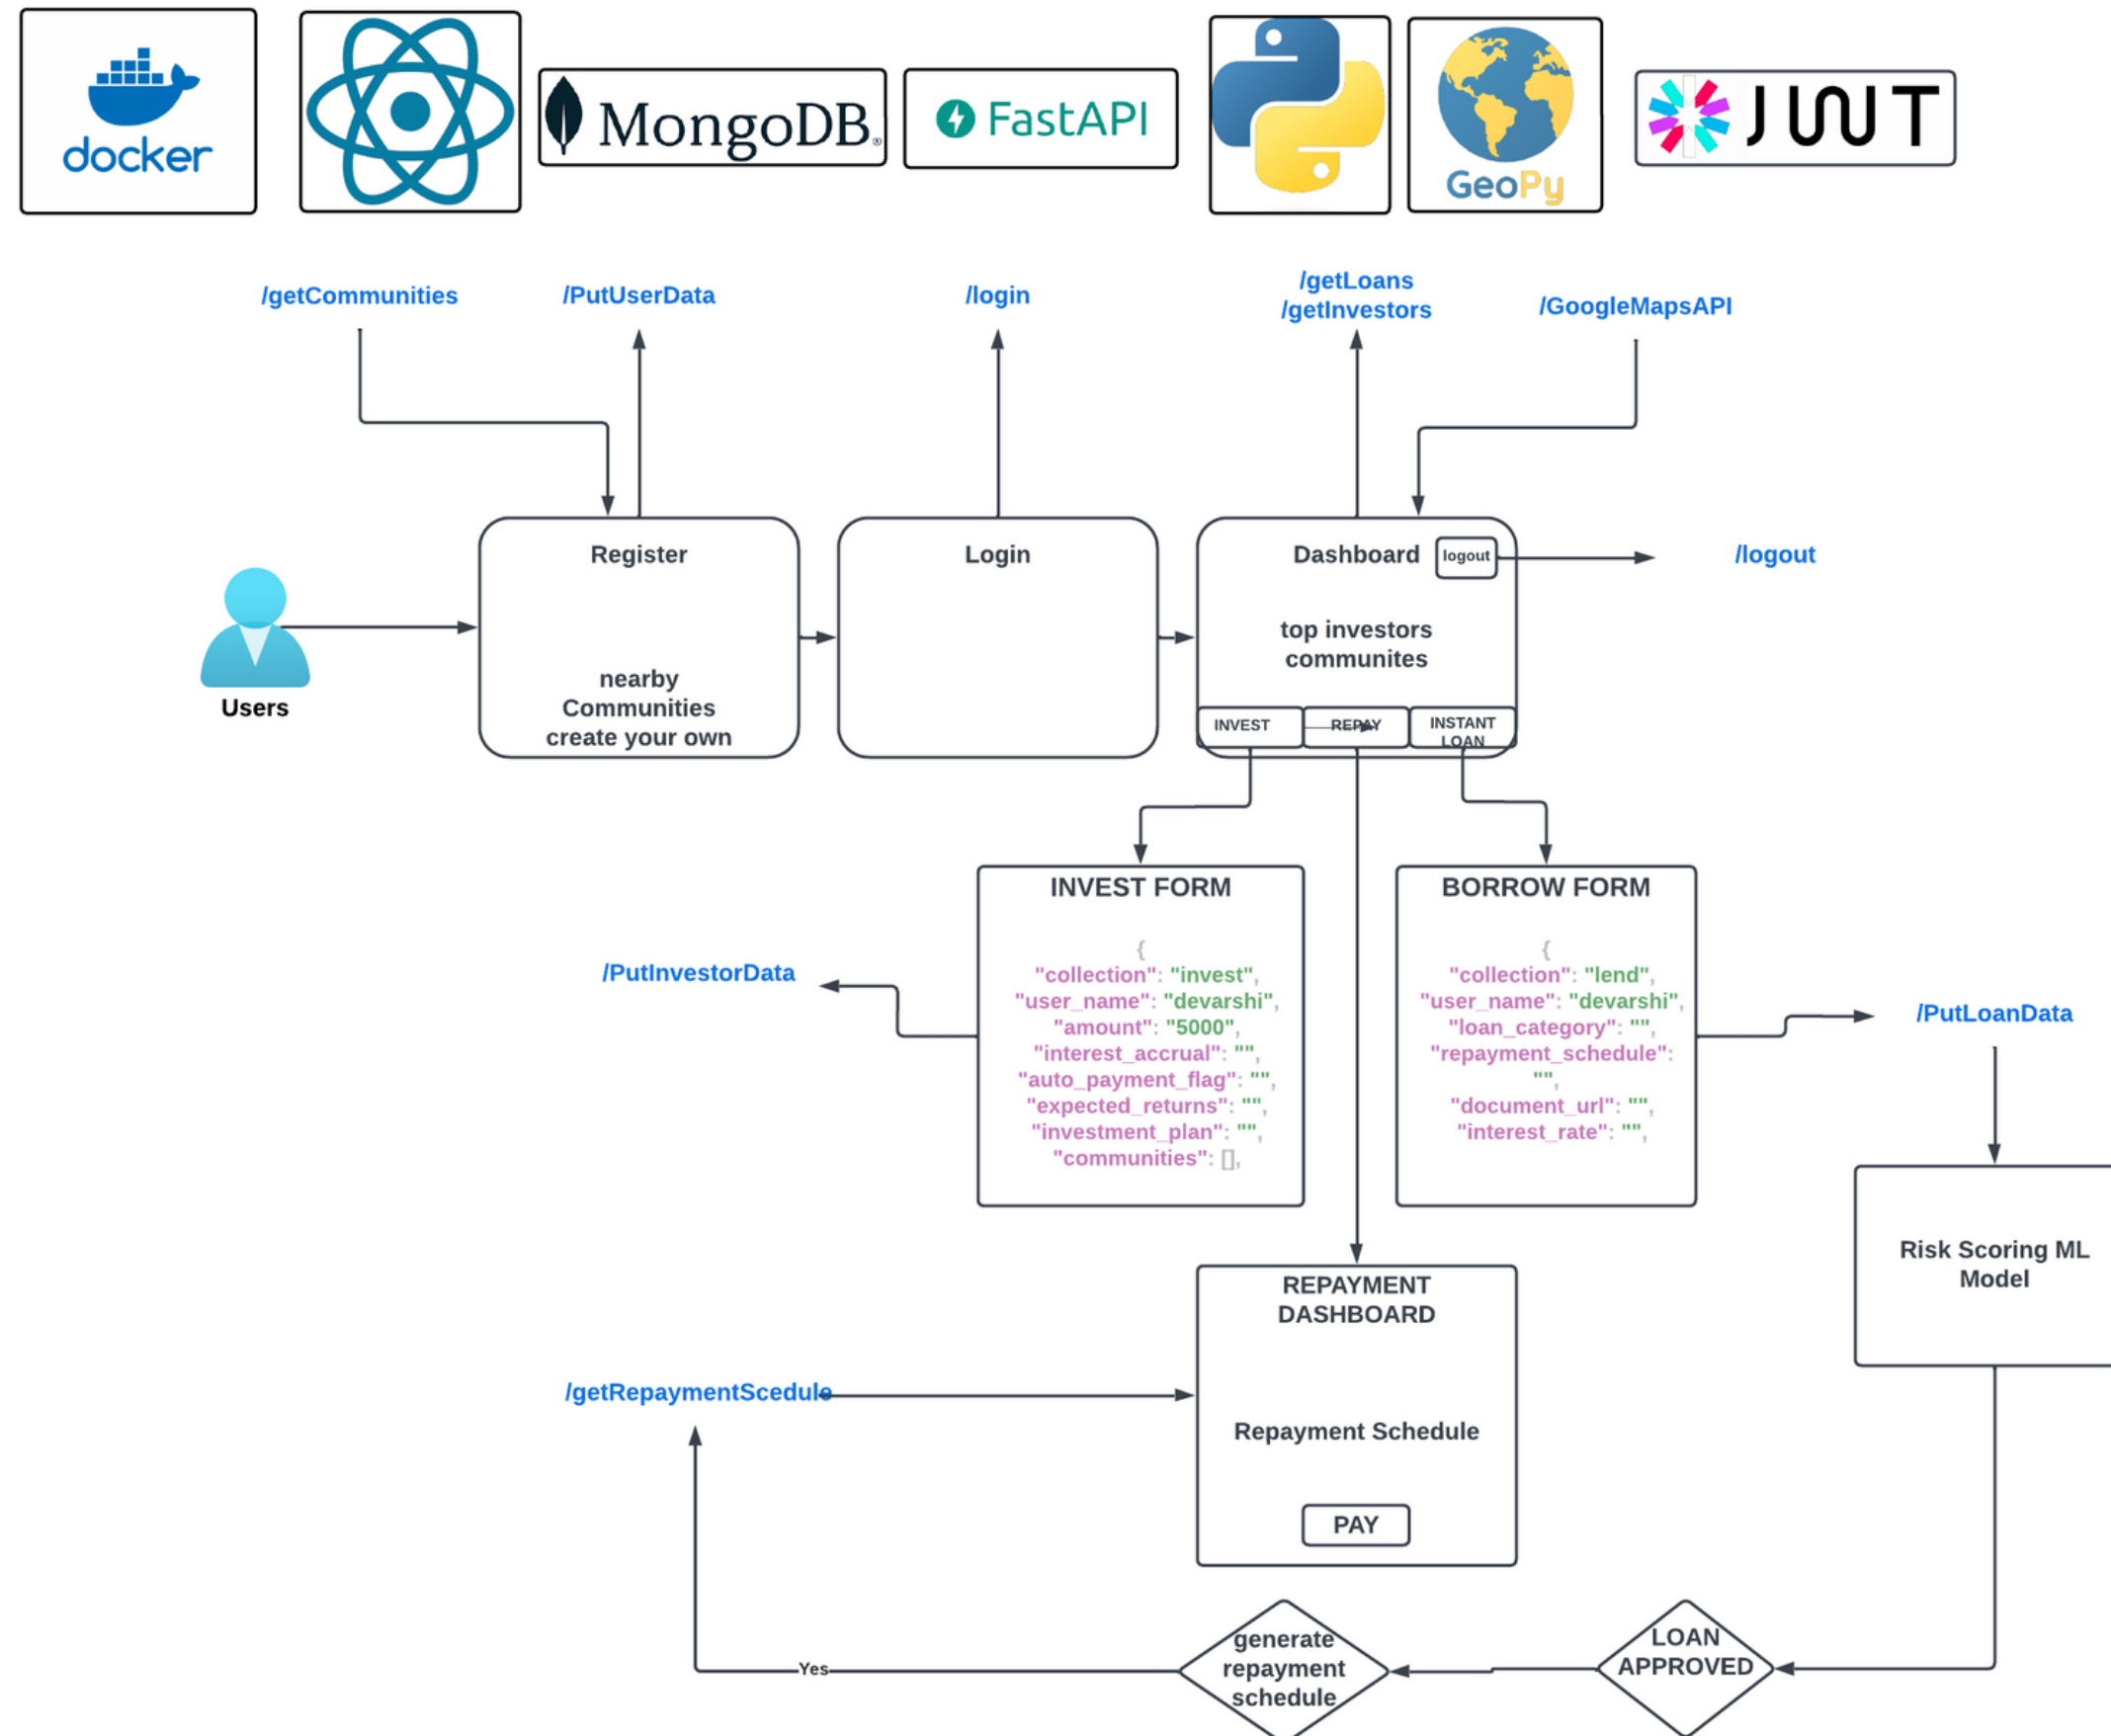 docker
MongoDB®
FastAPI
GeoPy
JWT
/getCommunities
/PutUserData
/login
/getLoans
/getInvestors
/GoogleMapsAPI
Register
nearby
Communities
create your own
Login
Dashboard
logout
/logout
top investors
communites
INVEST
REPAY
INSTANT
LOAN
Users
INVEST FORM
{
"collection": "invest",
"user_name": "devarshi",
"amount": "5000",
"interest_accrual": "",
"auto_payment_flag": "",
"expected_returns": "",
"investment_plan": "",
"communities": [],
BORROW FORM
{
"collection": "lend",
"user_name": "devarshi",
"loan_category": "",
"repayment_schedule":
"",
"document_url": "",
"interest_rate": "",
/PutInvestorData
/PutLoanData
Risk Scoring ML
Model
REPAYMENT
DASHBOARD
/getRepaymentScedule
Repayment Schedule
PAY
Yes
generate
repayment
schedule
LOAN
APPROVED